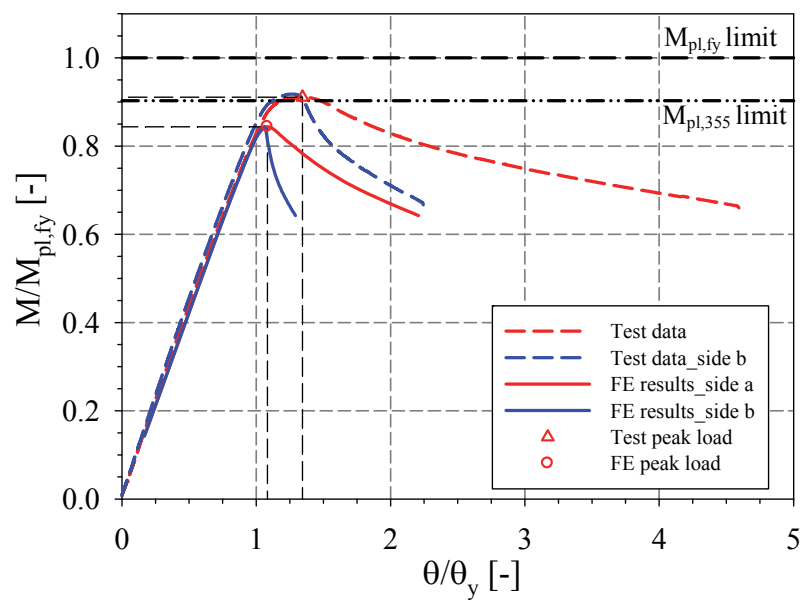 M_pl,fy limit
M_pl,355 limit
M/M_pl,fy [-]
1.0
0.8
0.6
0.4
0.2
0.0
Test data
Test data_side b
FE results_side a
FE results_side b
Test peak load
FE peak load
0 1 2 3 4 5
θ/θ_y [-]